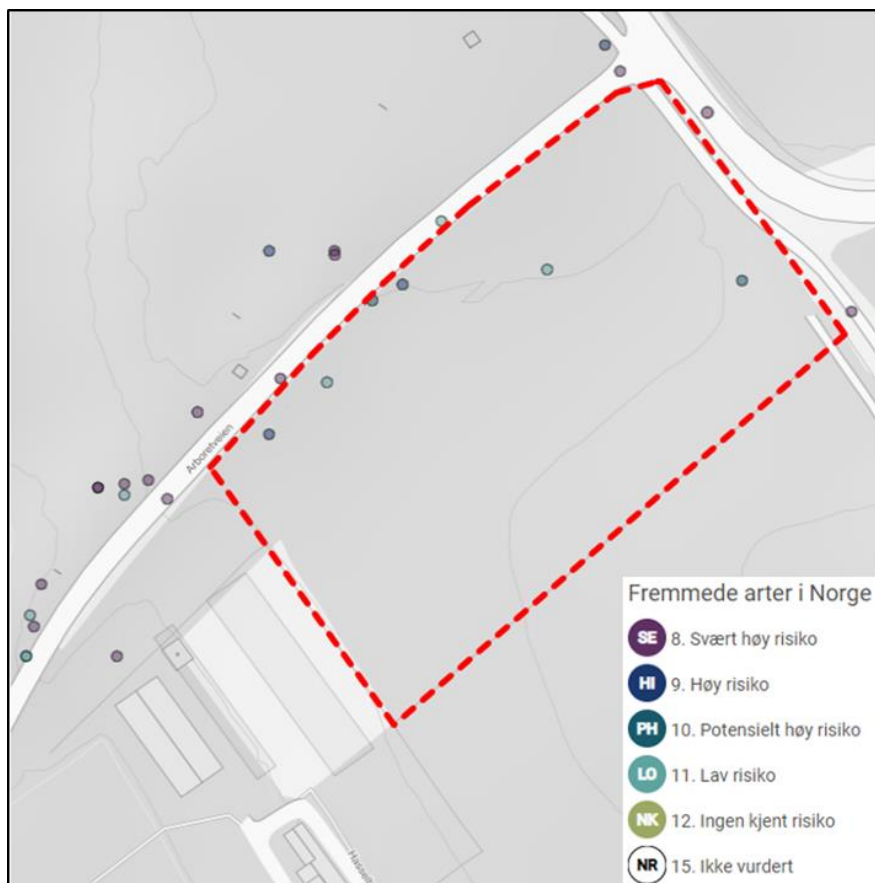 Arboretveien
Fremmede arter i Norge
SE 8. Svært høy risiko
HI 9. Høy risiko
PH 10. Potensielt høy risiko
LO 11. Lav risiko
NK 12. Ingen kjent risiko
NR 15. Ikke vurdert